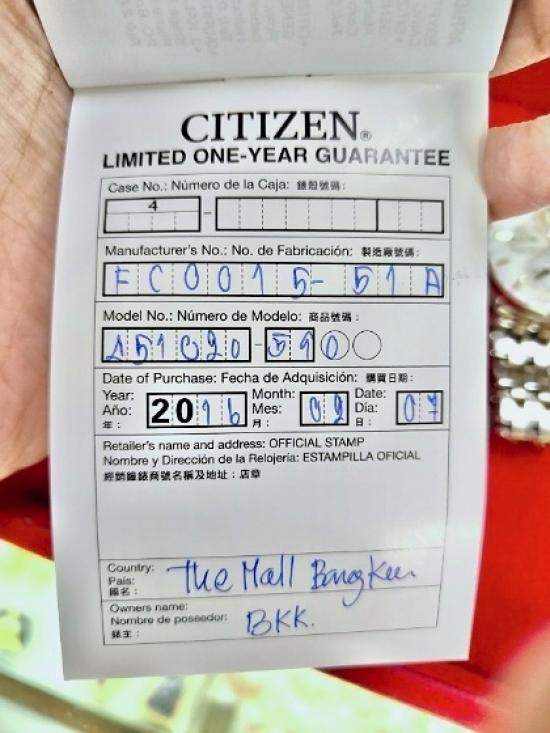 CITIZEN®
LIMITED ONE-YEAR GUARANTEE
Case No.: Número de la Caja: 錶殼號碼:
4 -
Manufacturer's No.: No. de Fabricación: 製造廠號碼:
FC0015-51A
Model No.: Número de Modelo: 商品號碼:
A51020-590
Date of Purchase: Fecha de Adquisición: 購買日期:
Year: Month: Date:
Año: 2016 Mes: 09 Día: 07
年: 月: 日:
Retailer's name and address: OFFICIAL STAMP
Nombre y Dirección de la Relojería: ESTAMPILLA OFICIAL
經銷鐘錶商號名稱及地址:店章
Country:
País: The Mall Bangkae
國名:
Owners name:
Nombre de poseedor: BKK.
錶主: